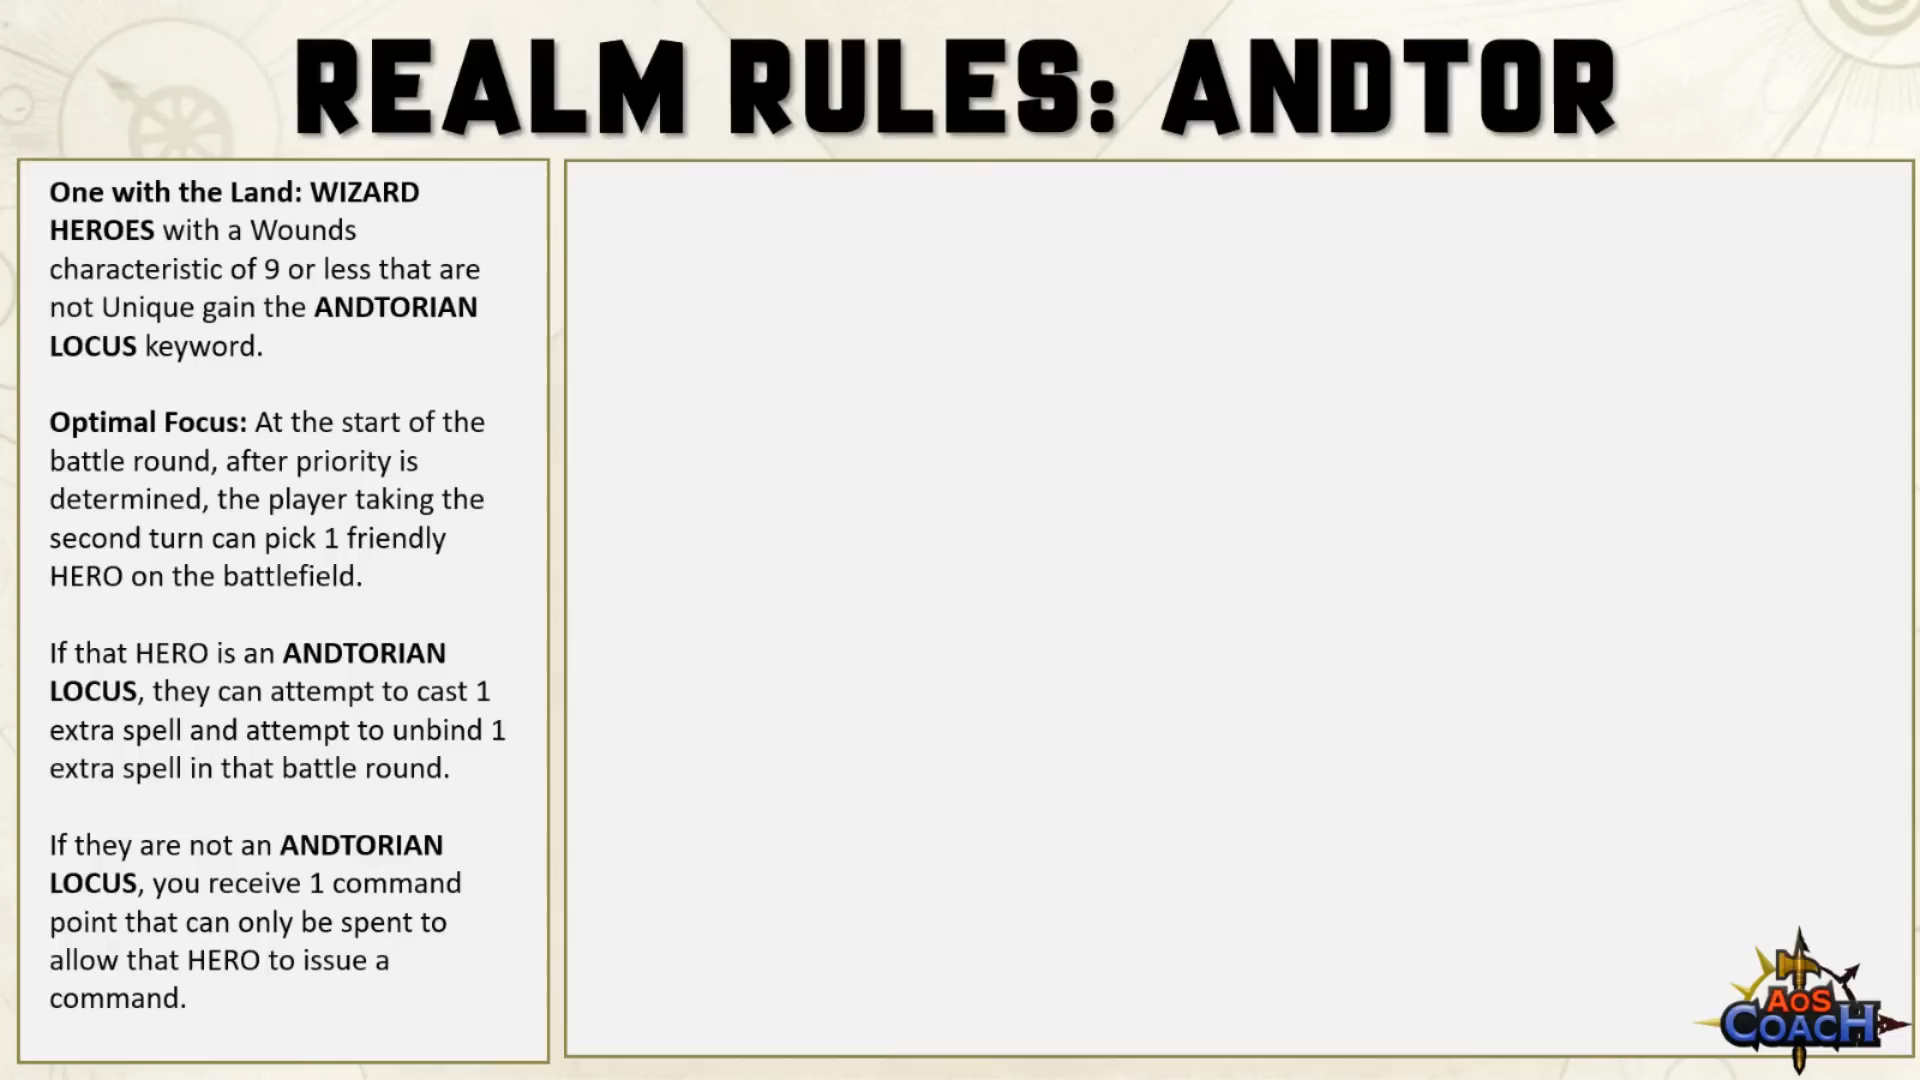 REALM RULES: ANDTOR
One with the Land: WIZARD
HEROES with a Wounds
characteristic of 9 or less that are
not Unique gain the ANDTORIAN
LOCUS keyword.
Optimal Focus: At the start of the
battle round, after priority is
determined, the player taking the
second turn can pick 1 friendly
HERO on the battlefield.
If that HERO is an ANDTORIAN
LOCUS, they can attempt to cast 1
extra spell and attempt to unbind 1
extra spell in that battle round.
If they are not an ANDTORIAN
LOCUS, you receive 1 command
point that can only be spent to
allow that HERO to issue a
command.
AoS
COACH